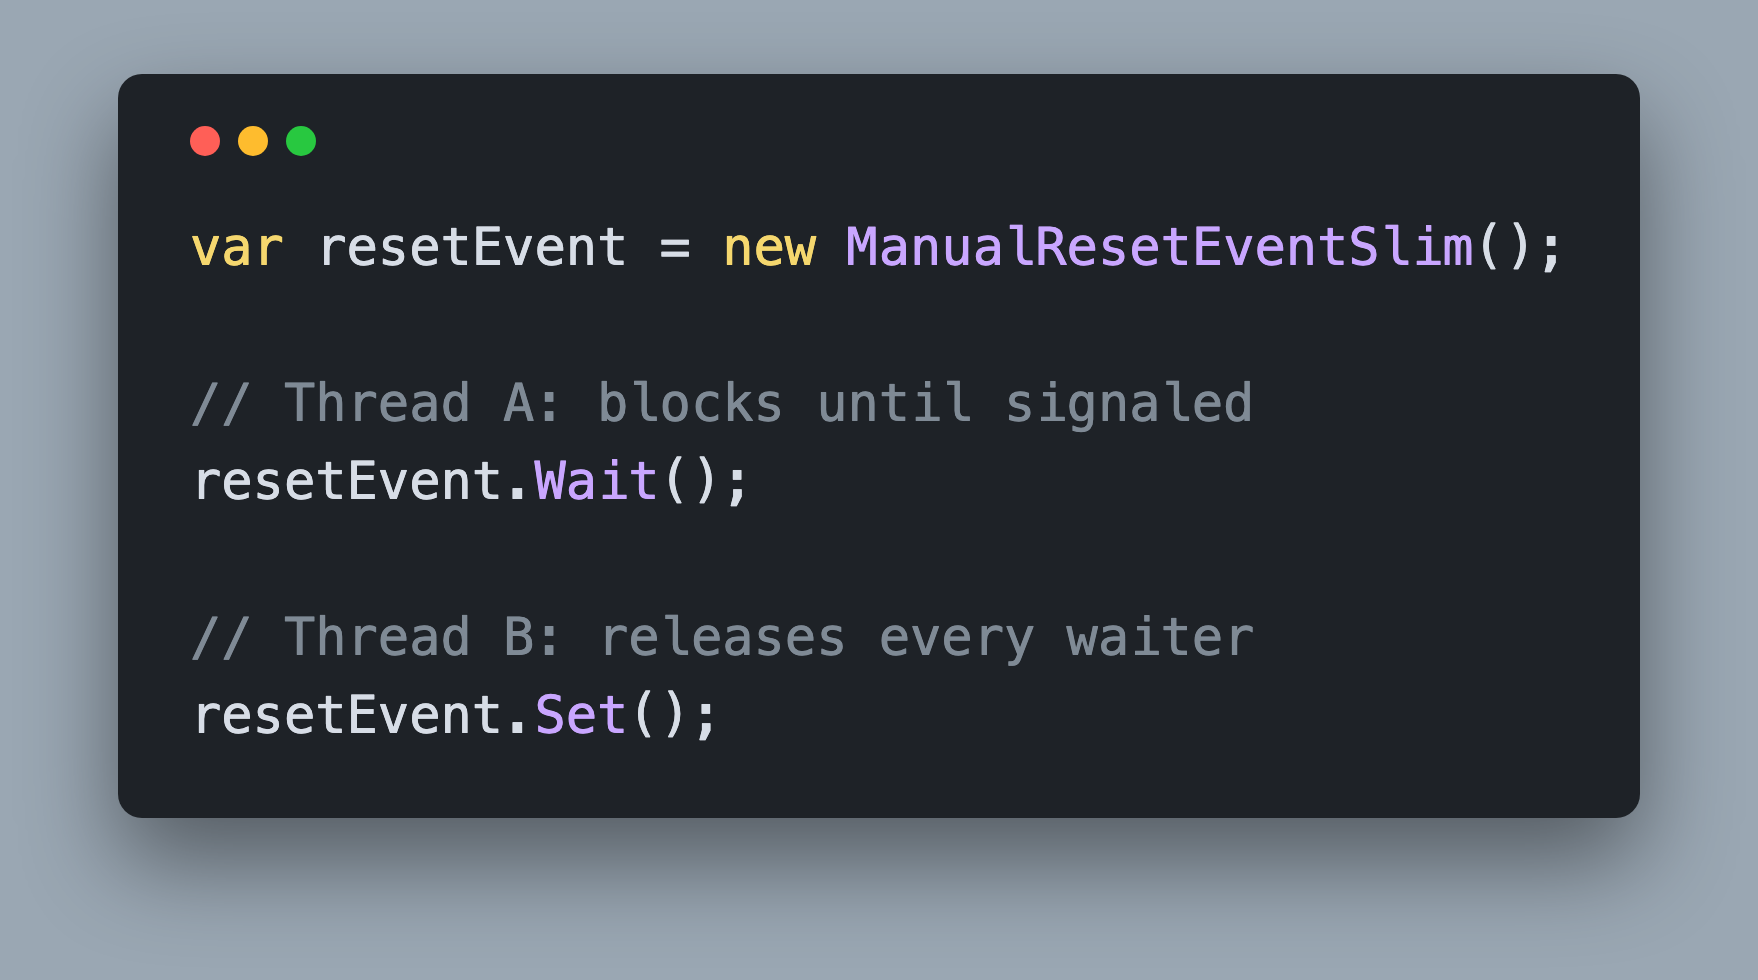 var resetEvent = new ManualResetEventSlim();
// Thread A: blocks until signaled
resetEvent.Wait();
// Thread B: releases every waiter
resetEvent.Set();